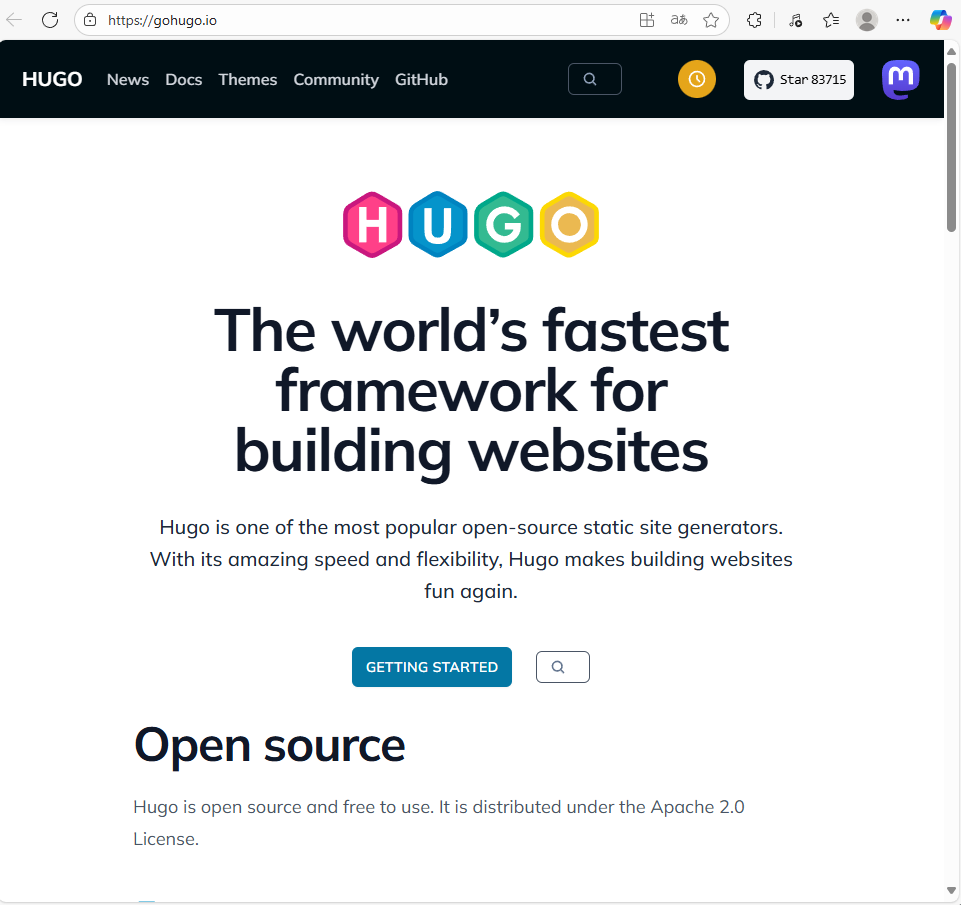 https://gohugo.io
aあ
HUGO News Docs Themes Community GitHub
Star 83715
HUGO
The world’s fastest
framework for
building websites
Hugo is one of the most popular open-source static site generators.
With its amazing speed and flexibility, Hugo makes building websites
fun again.
GETTING STARTED
Open source
Hugo is open source and free to use. It is distributed under the Apache 2.0
License.